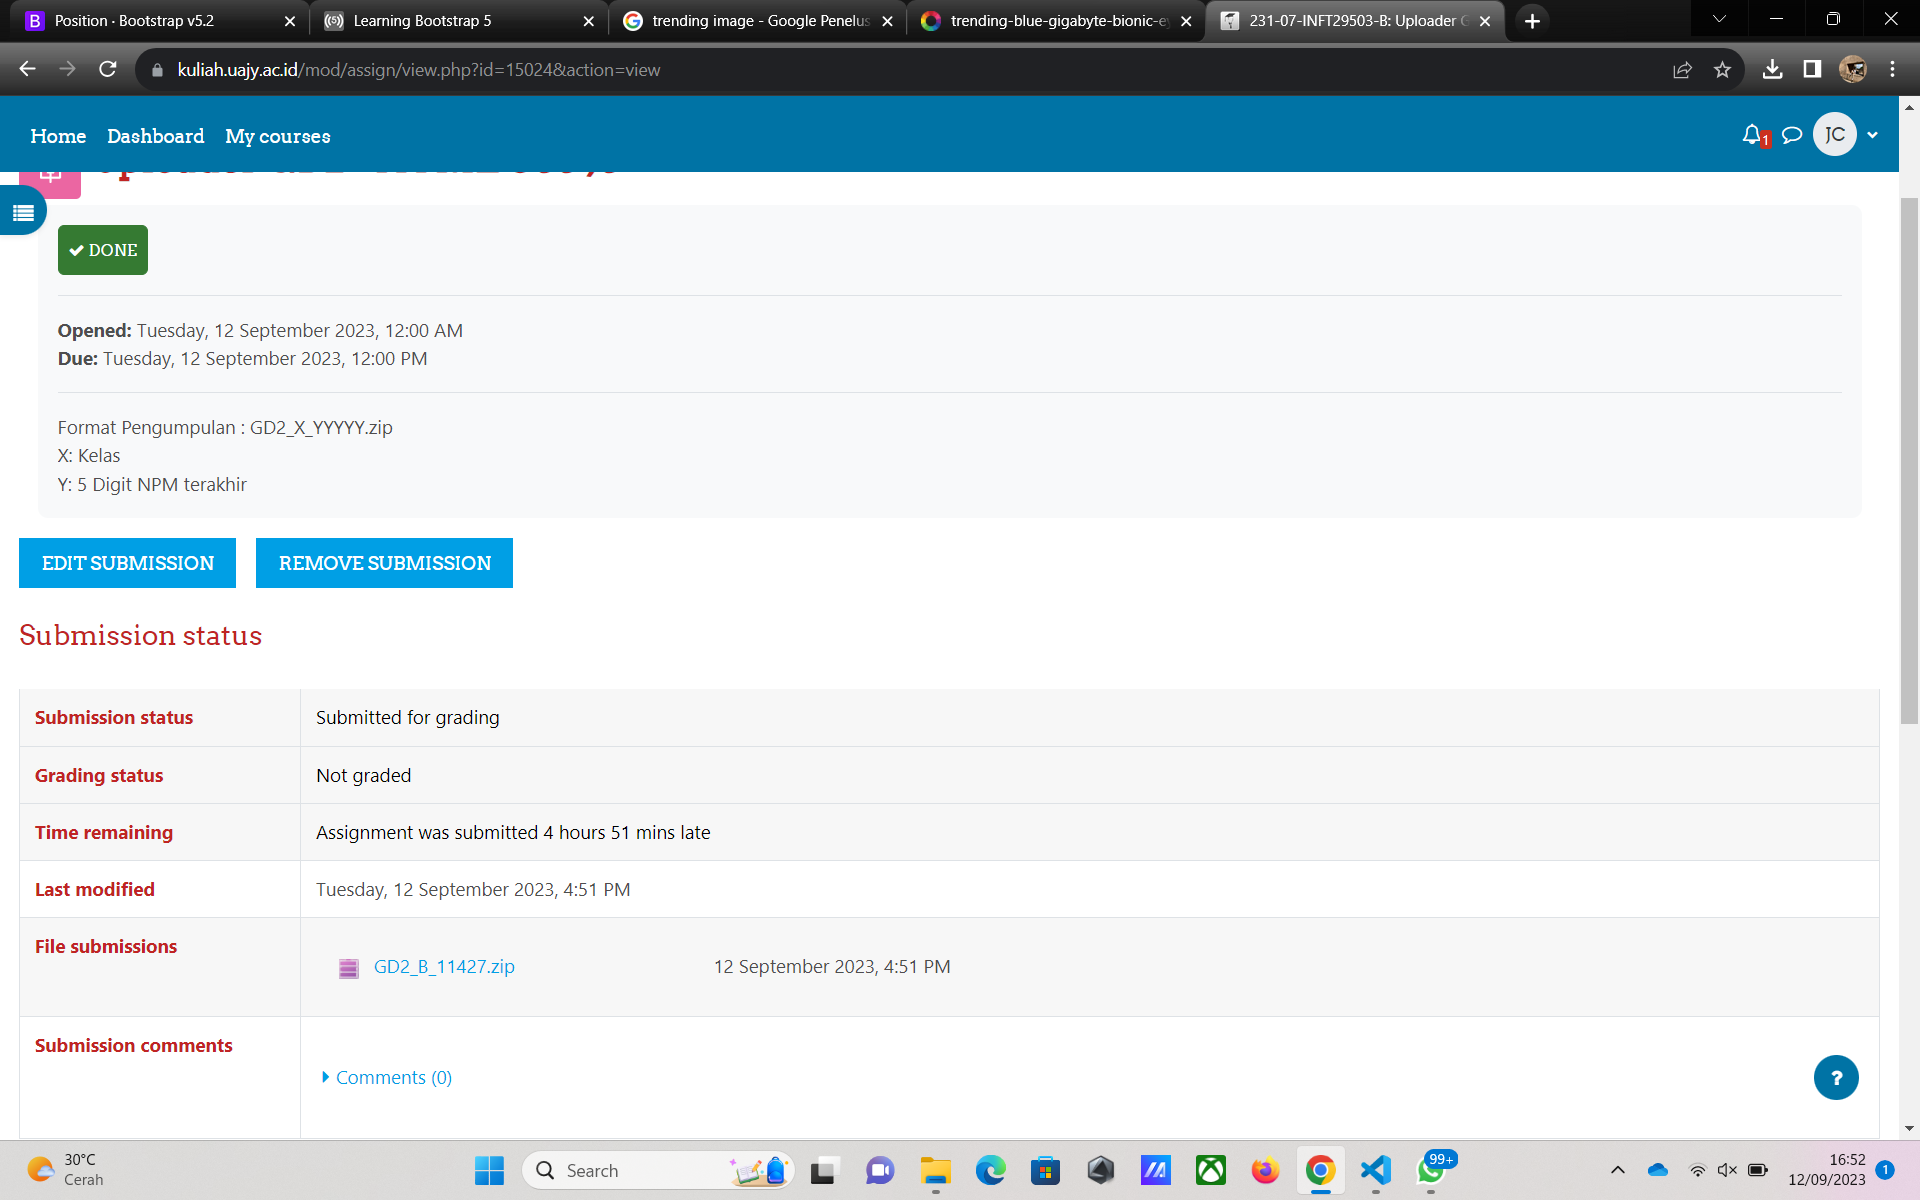 Position · Bootstrap v5.2
Learning Bootstrap 5
trending image - Google Penelus
trending-blue-gigabyte-bionic-ey
231-07-INFT29503-B: Uploader G
kuliah.uajy.ac.id/mod/assign/view.php?id=15024&action=view
Home Dashboard My courses
1
JC
DONE
Opened: Tuesday, 12 September 2023, 12:00 AM
Due: Tuesday, 12 September 2023, 12:00 PM
Format Pengumpulan : GD2_X_YYYYY.zip
X: Kelas
Y: 5 Digit NPM terakhir
EDIT SUBMISSION REMOVE SUBMISSION
Submission status
Submission status Submitted for grading
Grading status Not graded
Time remaining Assignment was submitted 4 hours 51 mins late
Last modified Tuesday, 12 September 2023, 4:51 PM
File submissions GD2_B_11427.zip 12 September 2023, 4:51 PM
Submission comments
Comments (0)
?
30°C
Cerah
Search
99+
16:52
12/09/2023
1